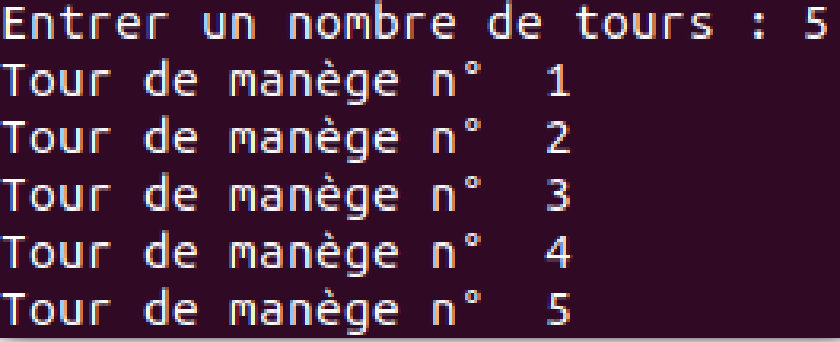 Entrer un nombre de tours : 5
Tour de manège n°  1
Tour de manège n°  2
Tour de manège n°  3
Tour de manège n°  4
Tour de manège n°  5